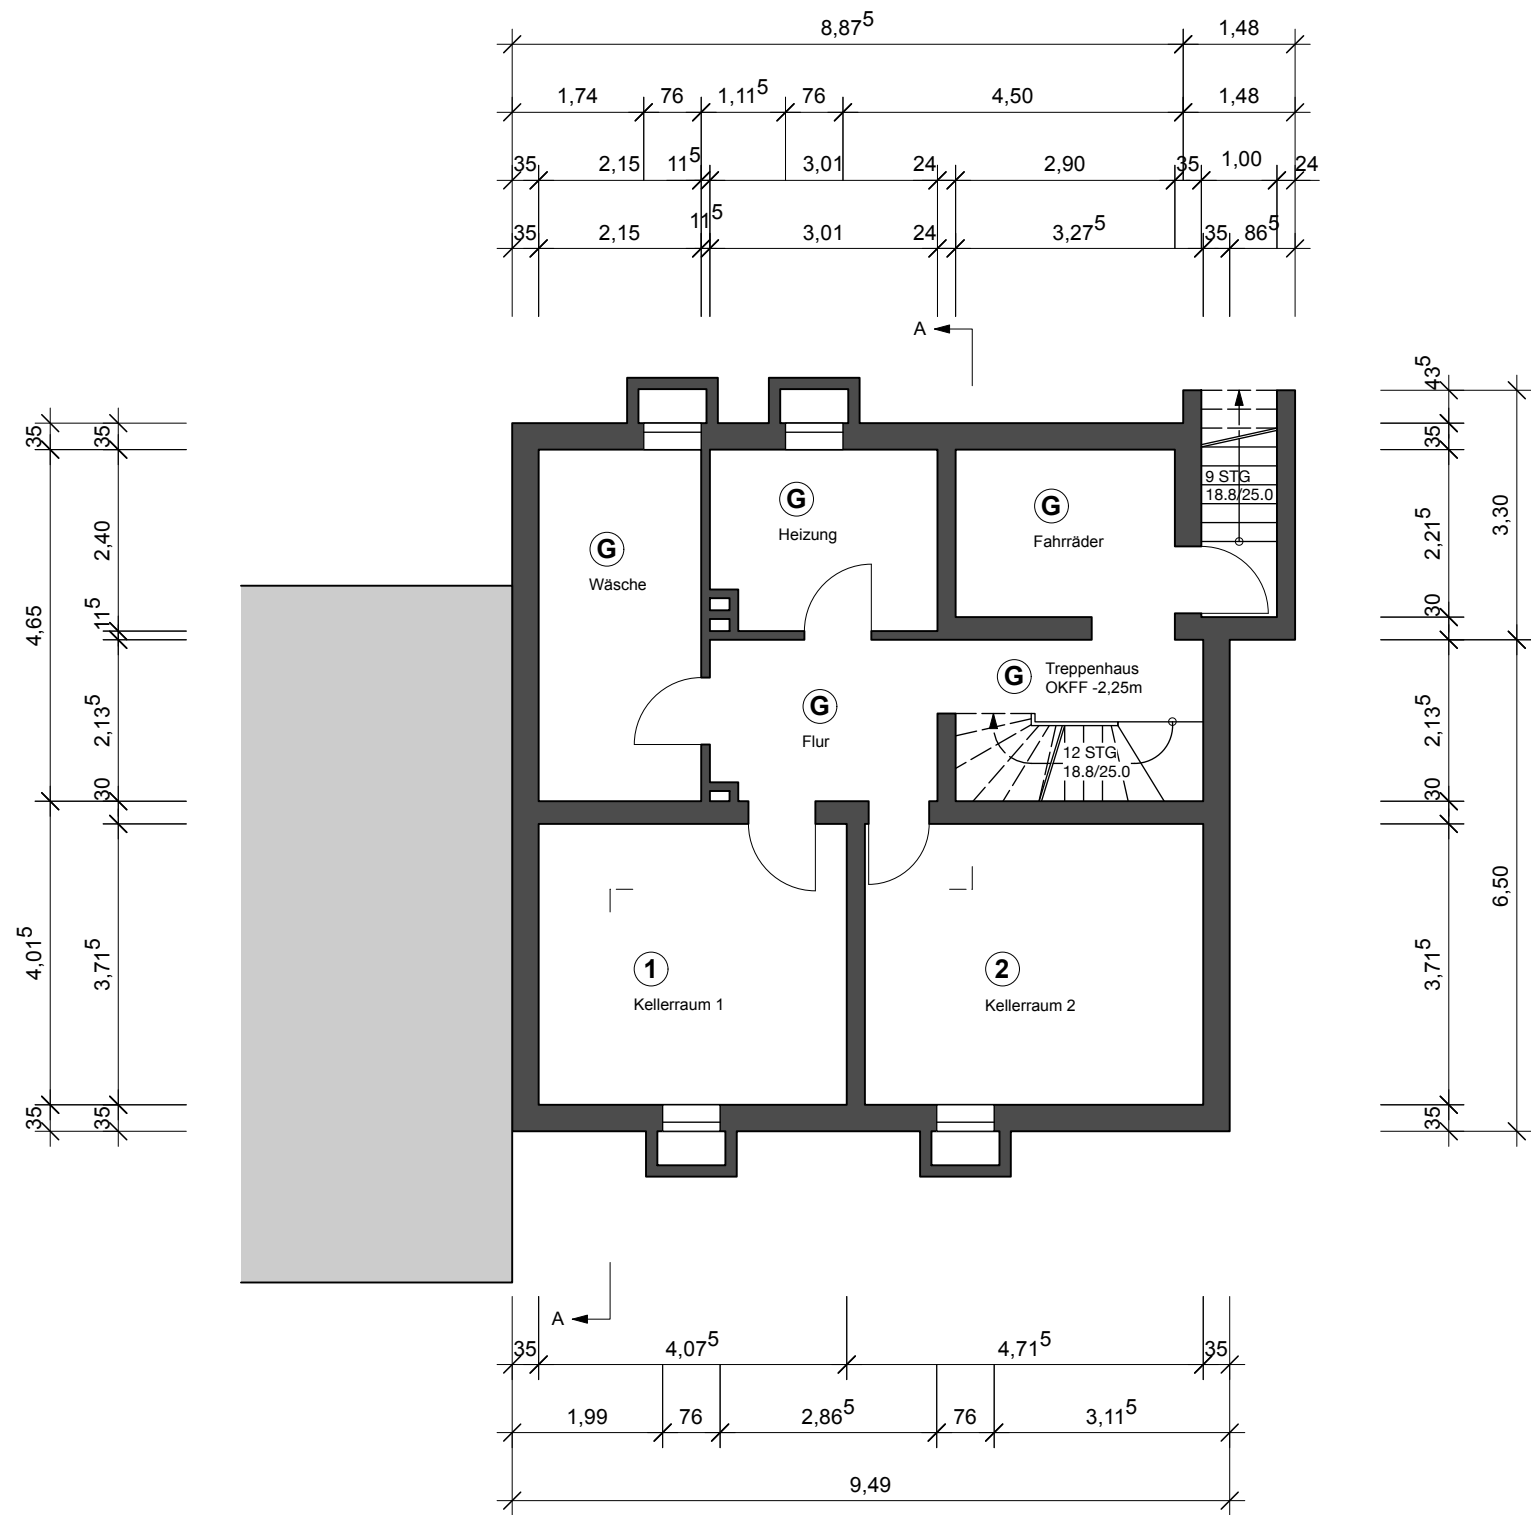 8,87⁵ 1,48
1,74 76 1,11⁵ 76 4,50 1,48
35 2,15 11⁵ 3,01 24 2,90 35 1,00 24
35 2,15 11⁵ 3,01 24 3,27⁵ 35 86⁵
A
35 4,65 4,01⁵ 35
35 2,40 11⁵ 2,13⁵ 30 3,71⁵ 35
43⁵ 35 2,21⁵ 30 2,13⁵ 30 3,71⁵ 35
3,30 6,50
9 STG
18.8/25.0
G
Heizung
G
Fahrräder
G
Wäsche
G
Treppenhaus
OKFF -2,25m
G
Flur
12 STG
18.8/25.0
1
Kellerraum 1
2
Kellerraum 2
A
35 4,07⁵ 4,71⁵ 35
1,99 76 2,86⁵ 76 3,11⁵
9,49